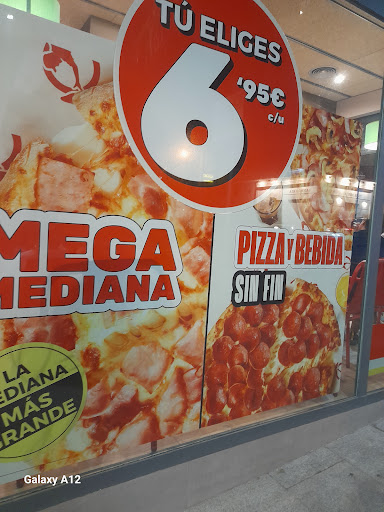 TÚ ELIGES
6
'95€
c/u
MEGA
MEDIANA
PIZZA Y BEBIDA
SIN FIN
LA
MEDIANA
MÁS
GRANDE
Galaxy A12